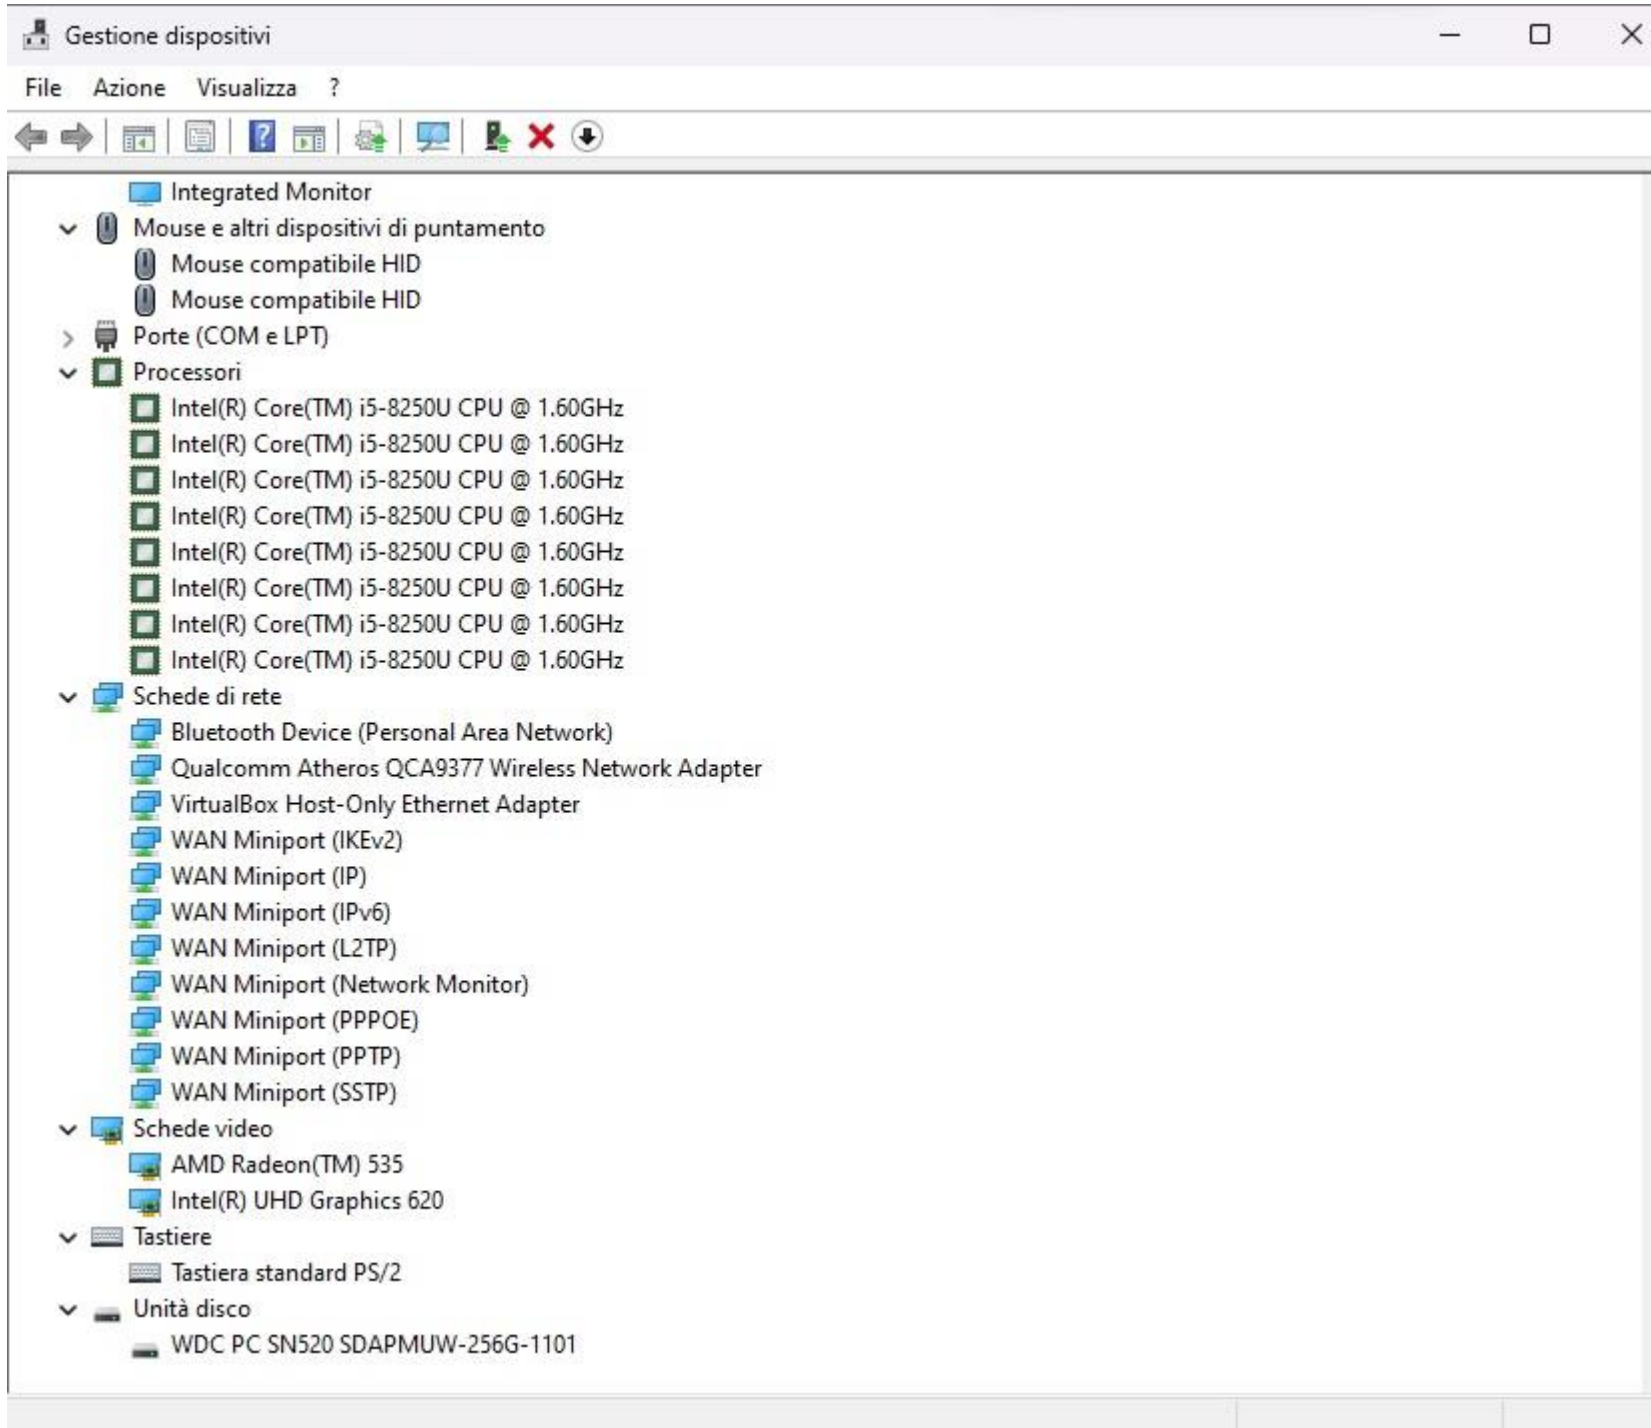 Gestione dispositivi
File Azione Visualizza ?
Integrated Monitor
Mouse e altri dispositivi di puntamento
Mouse compatibile HID
Mouse compatibile HID
Porte (COM e LPT)
Processori
Intel(R) Core(TM) i5-8250U CPU @ 1.60GHz
Intel(R) Core(TM) i5-8250U CPU @ 1.60GHz
Intel(R) Core(TM) i5-8250U CPU @ 1.60GHz
Intel(R) Core(TM) i5-8250U CPU @ 1.60GHz
Intel(R) Core(TM) i5-8250U CPU @ 1.60GHz
Intel(R) Core(TM) i5-8250U CPU @ 1.60GHz
Intel(R) Core(TM) i5-8250U CPU @ 1.60GHz
Intel(R) Core(TM) i5-8250U CPU @ 1.60GHz
Schede di rete
Bluetooth Device (Personal Area Network)
Qualcomm Atheros QCA9377 Wireless Network Adapter
VirtualBox Host-Only Ethernet Adapter
WAN Miniport (IKEv2)
WAN Miniport (IP)
WAN Miniport (IPv6)
WAN Miniport (L2TP)
WAN Miniport (Network Monitor)
WAN Miniport (PPPOE)
WAN Miniport (PPTP)
WAN Miniport (SSTP)
Schede video
AMD Radeon(TM) 535
Intel(R) UHD Graphics 620
Tastiere
Tastiera standard PS/2
Unità disco
WDC PC SN520 SDAPMUW-256G-1101